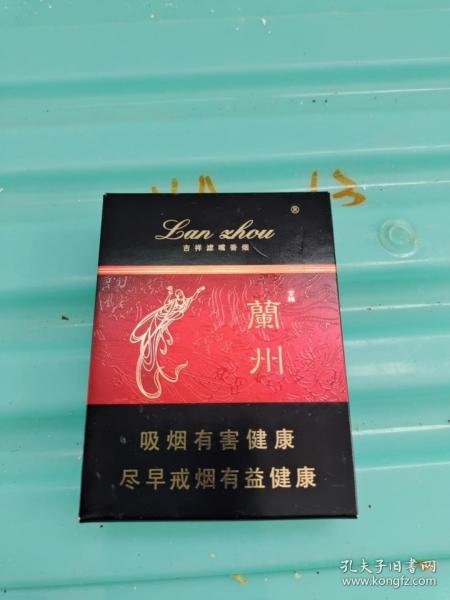 Lan zhou ®
吉祥滤嘴香烟
蘭州
吸烟有害健康
尽早戒烟有益健康
孔夫子旧书网
www.kongfz.com